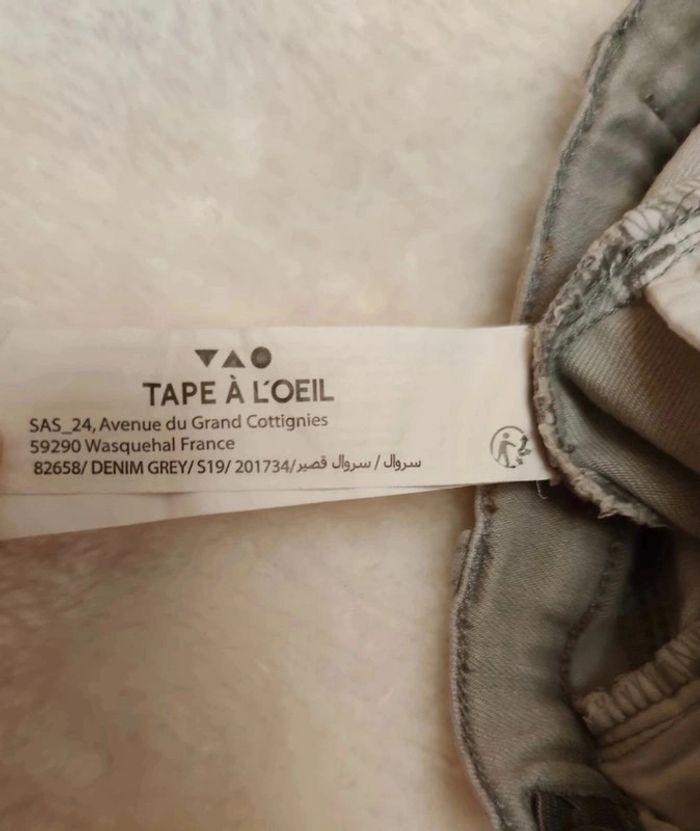 TAPE À L'OEIL
SAS_24, Avenue du Grand Cottignies
59290 Wasquehal France
82658/ DENIM GREY/ S19/ 201734/سروال / سروال قصير